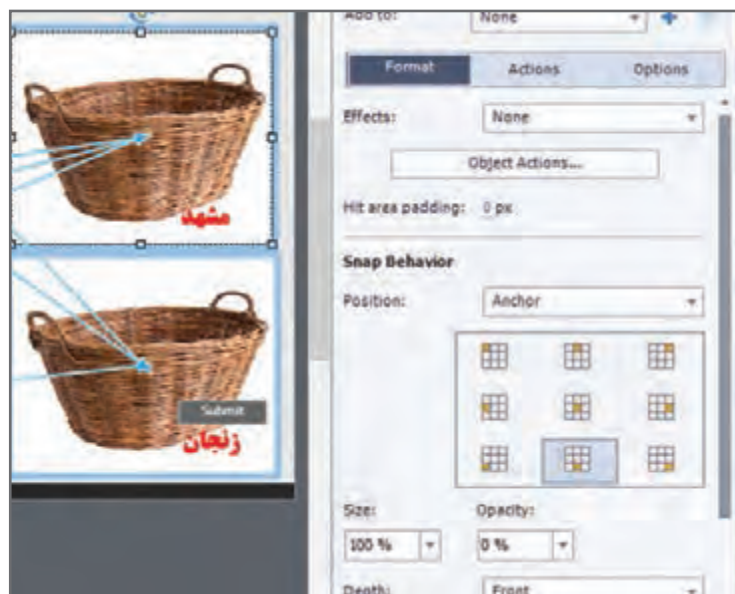 Add to: None
Format Actions Options
Effects: None
Object Actions...
Hit area padding: 0 px
Snap Behavior
Position: Anchor
Size: Opacity:
100 % 0 %
Depth: Front
مشهد
Submit
زنجان